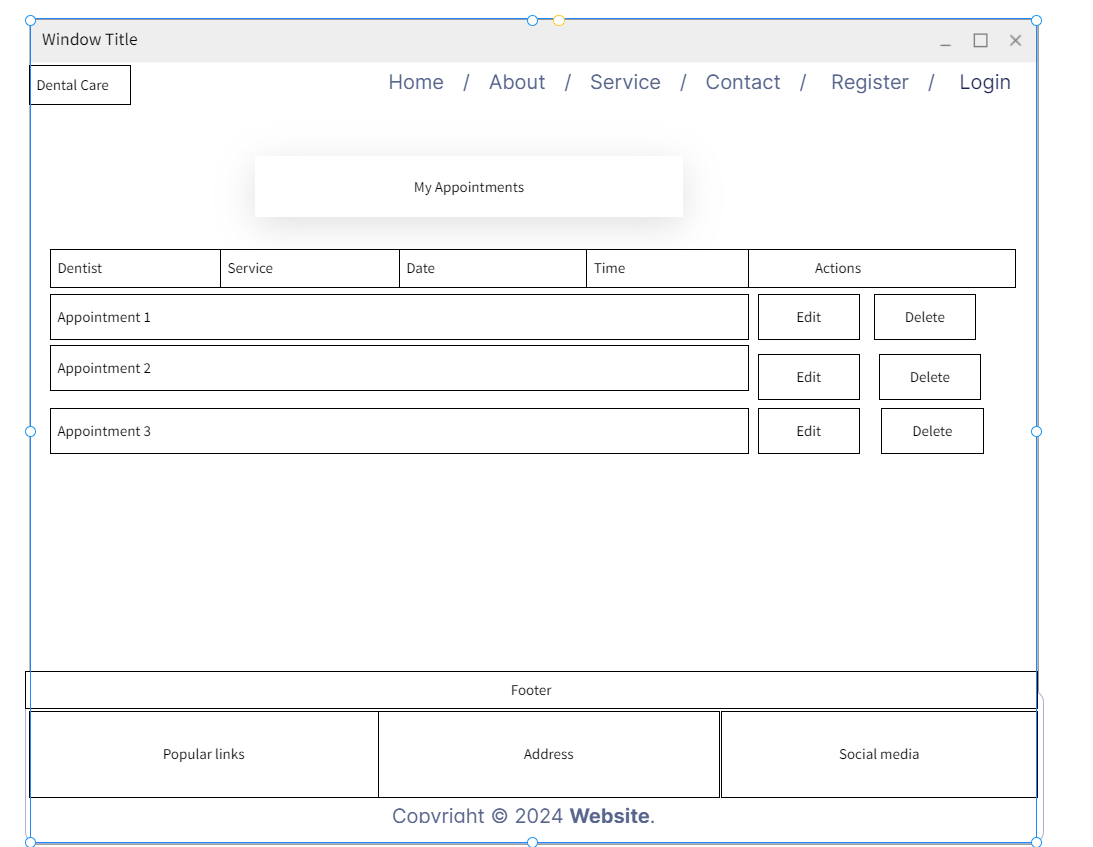 Window Title
Dental Care
Home / About / Service / Contact / Register / Login
My Appointments
Dentist Service Date Time Actions
Appointment 1 Edit Delete
Appointment 2 Edit Delete
Appointment 3 Edit Delete
Footer
Popular links Address Social media
Copyright © 2024 Website.